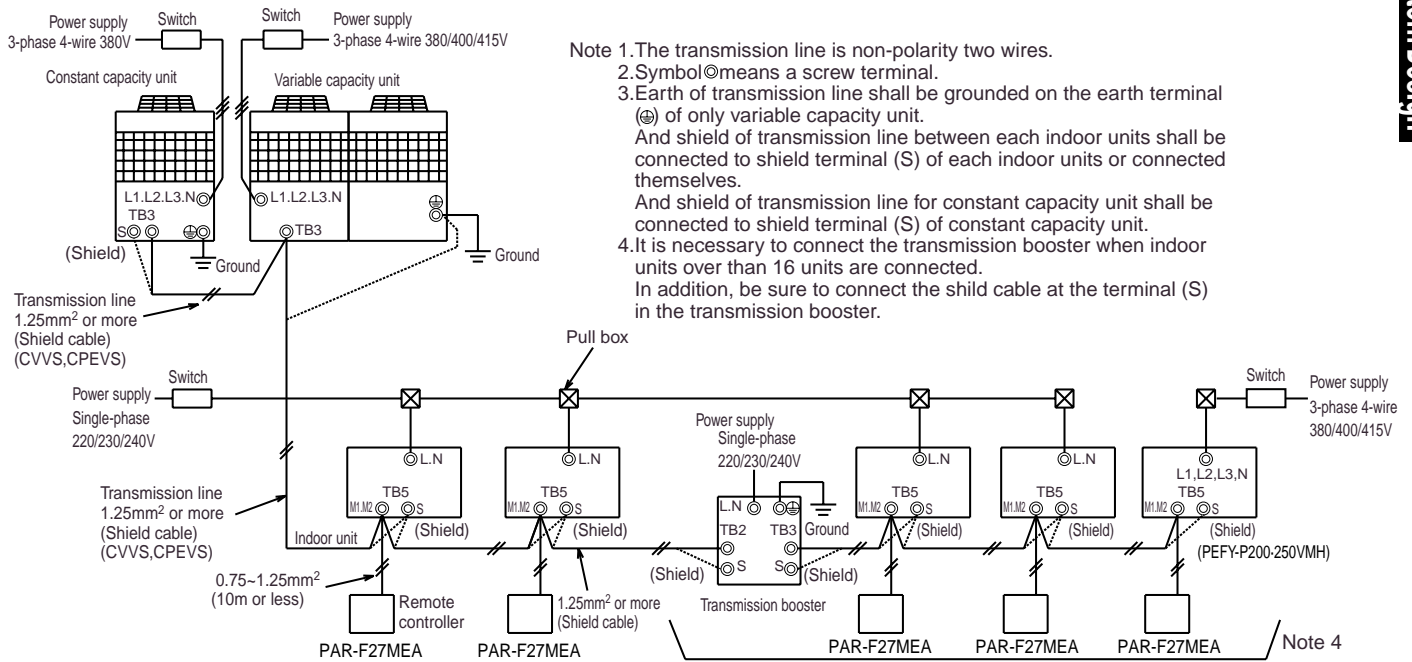 Power supply
3-phase 4-wire 380V
Switch
Switch
Power supply
3-phase 4-wire 380/400/415V
Constant capacity unit
Variable capacity unit
L1.L2.L3.N
TB3
S
(Shield)
Ground
L1.L2.L3.N
TB3
Ground
Transmission line
1.25mm2 or more
(Shield cable)
(CVVS,CPEVS)
Note 1.The transmission line is non-polarity two wires.
2.Symbol◎means a screw terminal.
3.Earth of transmission line shall be grounded on the earth terminal
(⏚) of only variable capacity unit.
And shield of transmission line between each indoor units shall be
connected to shield terminal (S) of each indoor units or connected
themselves.
And shield of transmission line for constant capacity unit shall be
connected to shield terminal (S) of constant capacity unit.
4.It is necessary to connect the transmission booster when indoor
units over than 16 units are connected.
In addition, be sure to connect the shild cable at the terminal (S)
in the transmission booster.
Pull box
Power supply
Single-phase
220/230/240V
Switch
Switch
Power supply
3-phase 4-wire
380/400/415V
Transmission line
1.25mm2 or more
(Shield cable)
(CVVS,CPEVS)
Indoor unit
L.N
TB5
M1.M2
S
(Shield)
L.N
TB5
M1.M2
S
(Shield)
Power supply
Single-phase
220/230/240V
L.N
Ground
TB2
TB3
S
S
(Shield)
(Shield)
Transmission booster
L.N
TB5
M1.M2
S
(Shield)
L.N
TB5
M1.M2
S
(Shield)
L1,L2,L3,N
TB5
M1.M2
S
(Shield)
(PEFY-P200·250VMH)
0.75~1.25mm2
(10m or less)
Remote
controller
1.25mm2 or more
(Shield cable)
PAR-F27MEA
PAR-F27MEA
PAR-F27MEA
PAR-F27MEA
PAR-F27MEA
Note 4